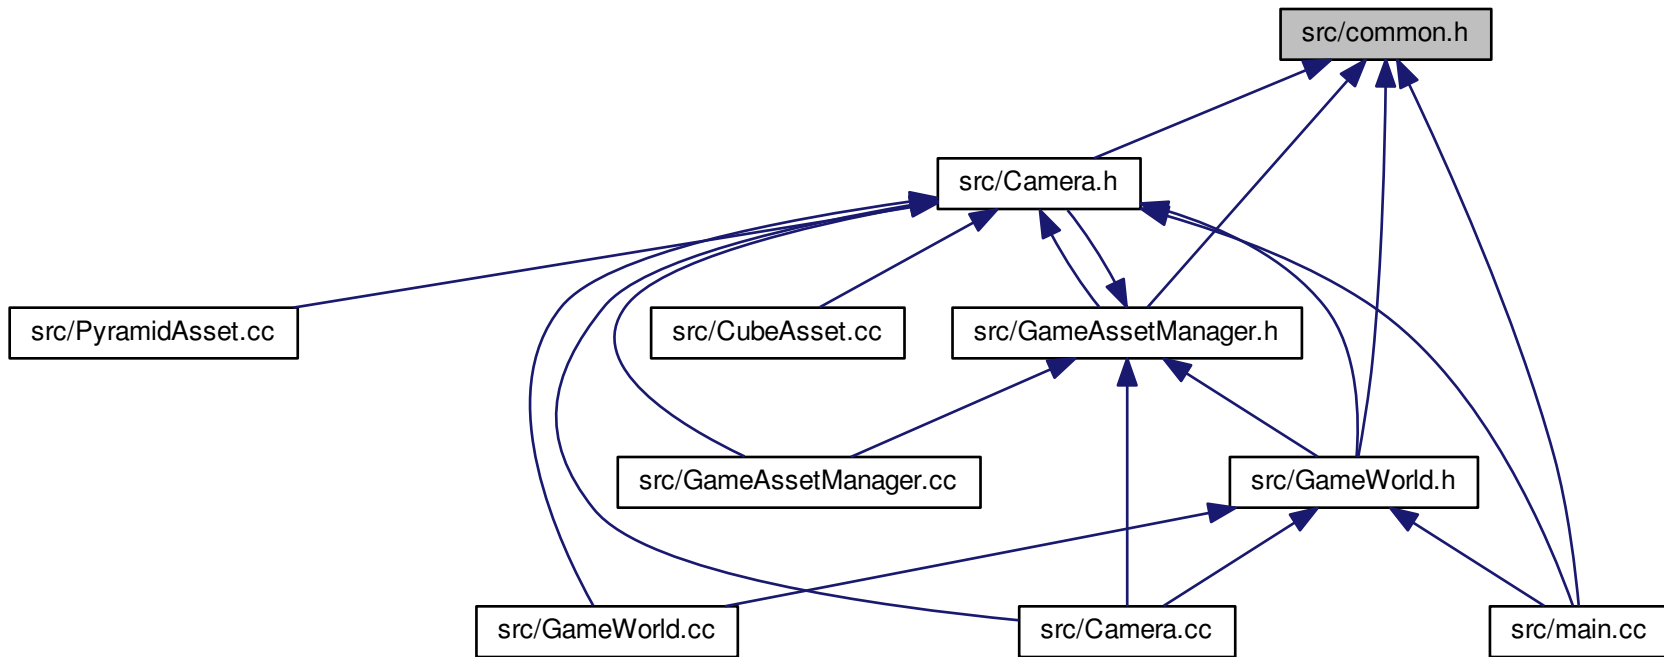 src/common.h
src/Camera.h
src/PyramidAsset.cc
src/CubeAsset.cc
src/GameAssetManager.h
src/GameAssetManager.cc
src/GameWorld.h
src/GameWorld.cc
src/Camera.cc
src/main.cc